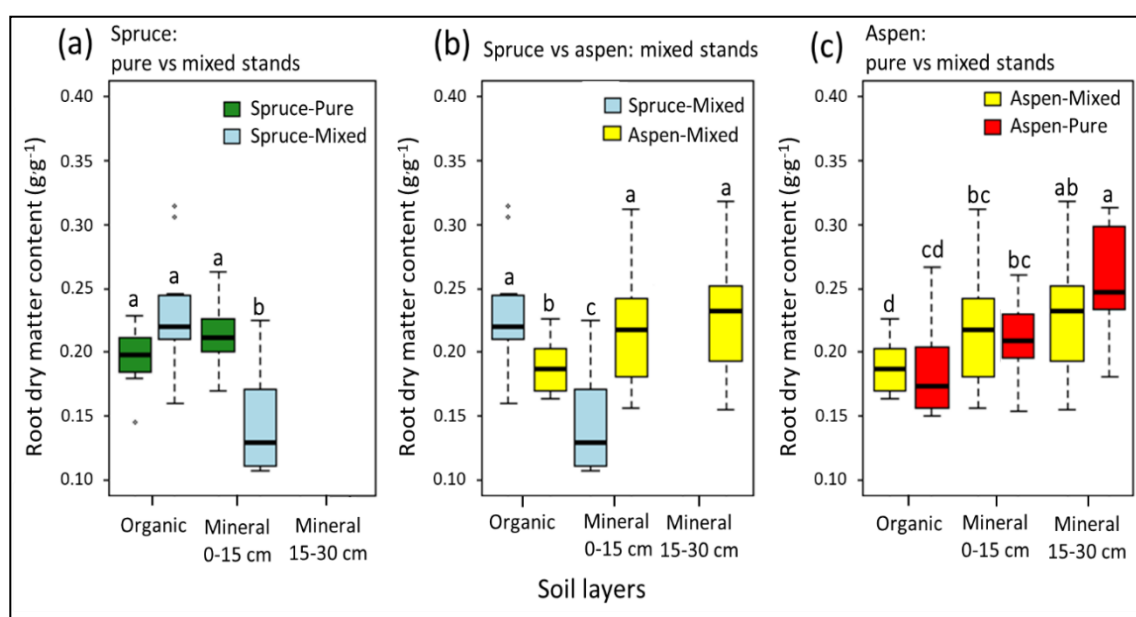 (a) Spruce:
pure vs mixed stands
Root dry matter content (g·g⁻¹)
0.40
0.35
0.30
0.25
0.20
0.15
0.10
Spruce-Pure
Spruce-Mixed
a
a
a
b
Organic
Mineral
0-15 cm
Mineral
15-30 cm
(b) Spruce vs aspen: mixed stands
Root dry matter content (g·g⁻¹)
0.40
0.35
0.30
0.25
0.20
0.15
0.10
Spruce-Mixed
Aspen-Mixed
a
b
c
a
a
Organic
Mineral
0-15 cm
Mineral
15-30 cm
(c) Aspen:
pure vs mixed stands
Root dry matter content (g·g⁻¹)
0.40
0.35
0.30
0.25
0.20
0.15
0.10
Aspen-Mixed
Aspen-Pure
d
cd
bc
bc
ab
a
Organic
Mineral
0-15 cm
Mineral
15-30 cm
Soil layers